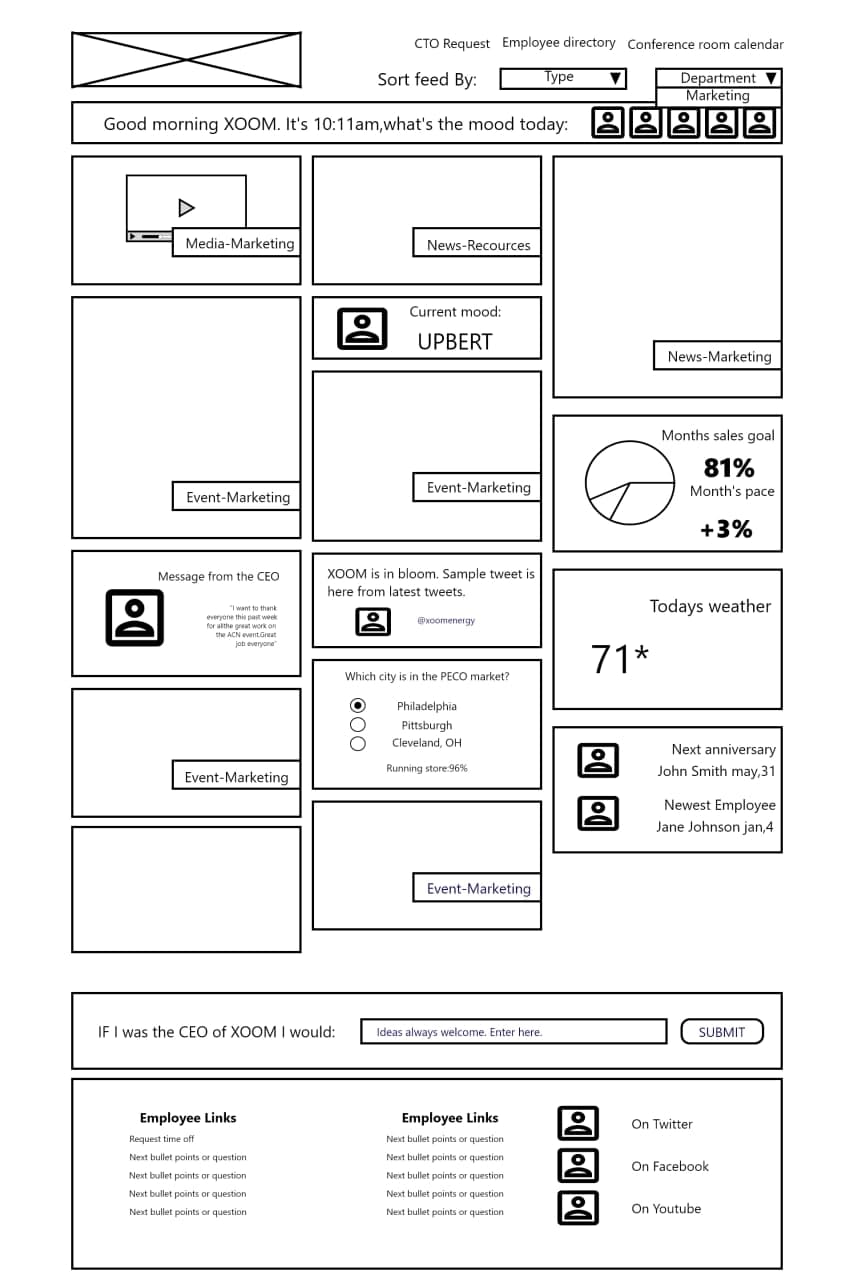 CTO Request Employee directory Conference room calendar
Sort feed By: Type Department
Marketing
Good morning XOOM. It's 10:11am,what's the mood today:
Media-Marketing
News-Recources
News-Marketing
Event-Marketing
Current mood:
UPBERT
Event-Marketing
Months sales goal
81%
Month's pace
+3%
Message from the CEO
"I want to thank
everyone this past week
for allthe great work on
the ACN event.Great
job everyone"
XOOM is in bloom. Sample tweet is
here from latest tweets.
@xoomenergy
Todays weather
71*
Which city is in the PECO market?
Philadelphia
Pittsburgh
Cleveland, OH
Running store:96%
Event-Marketing
Next anniversary
John Smith may,31
Newest Employee
Jane Johnson jan,4
Event-Marketing
IF I was the CEO of XOOM I would: Ideas always welcome. Enter here. SUBMIT
Employee Links
Request time off
Next bullet points or question
Next bullet points or question
Next bullet points or question
Next bullet points or question
Employee Links
Next bullet points or question
Next bullet points or question
Next bullet points or question
Next bullet points or question
Next bullet points or question
On Twitter
On Facebook
On Youtube